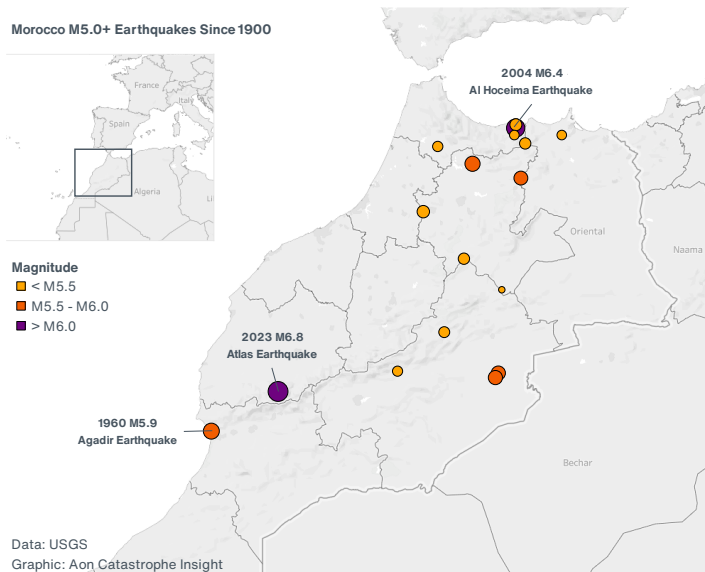 Morocco M5.0+ Earthquakes Since 1900
France
Italy
Spain
Algeria
Li
2004 M6.4
Al Hoceima Earthquake
Oriental
Naama
Magnitude
< M5.5
M5.5 - M6.0
> M6.0
2023 M6.8
Atlas Earthquake
1960 M5.9
Agadir Earthquake
Bechar
Data: USGS
Graphic: Aon Catastrophe Insight